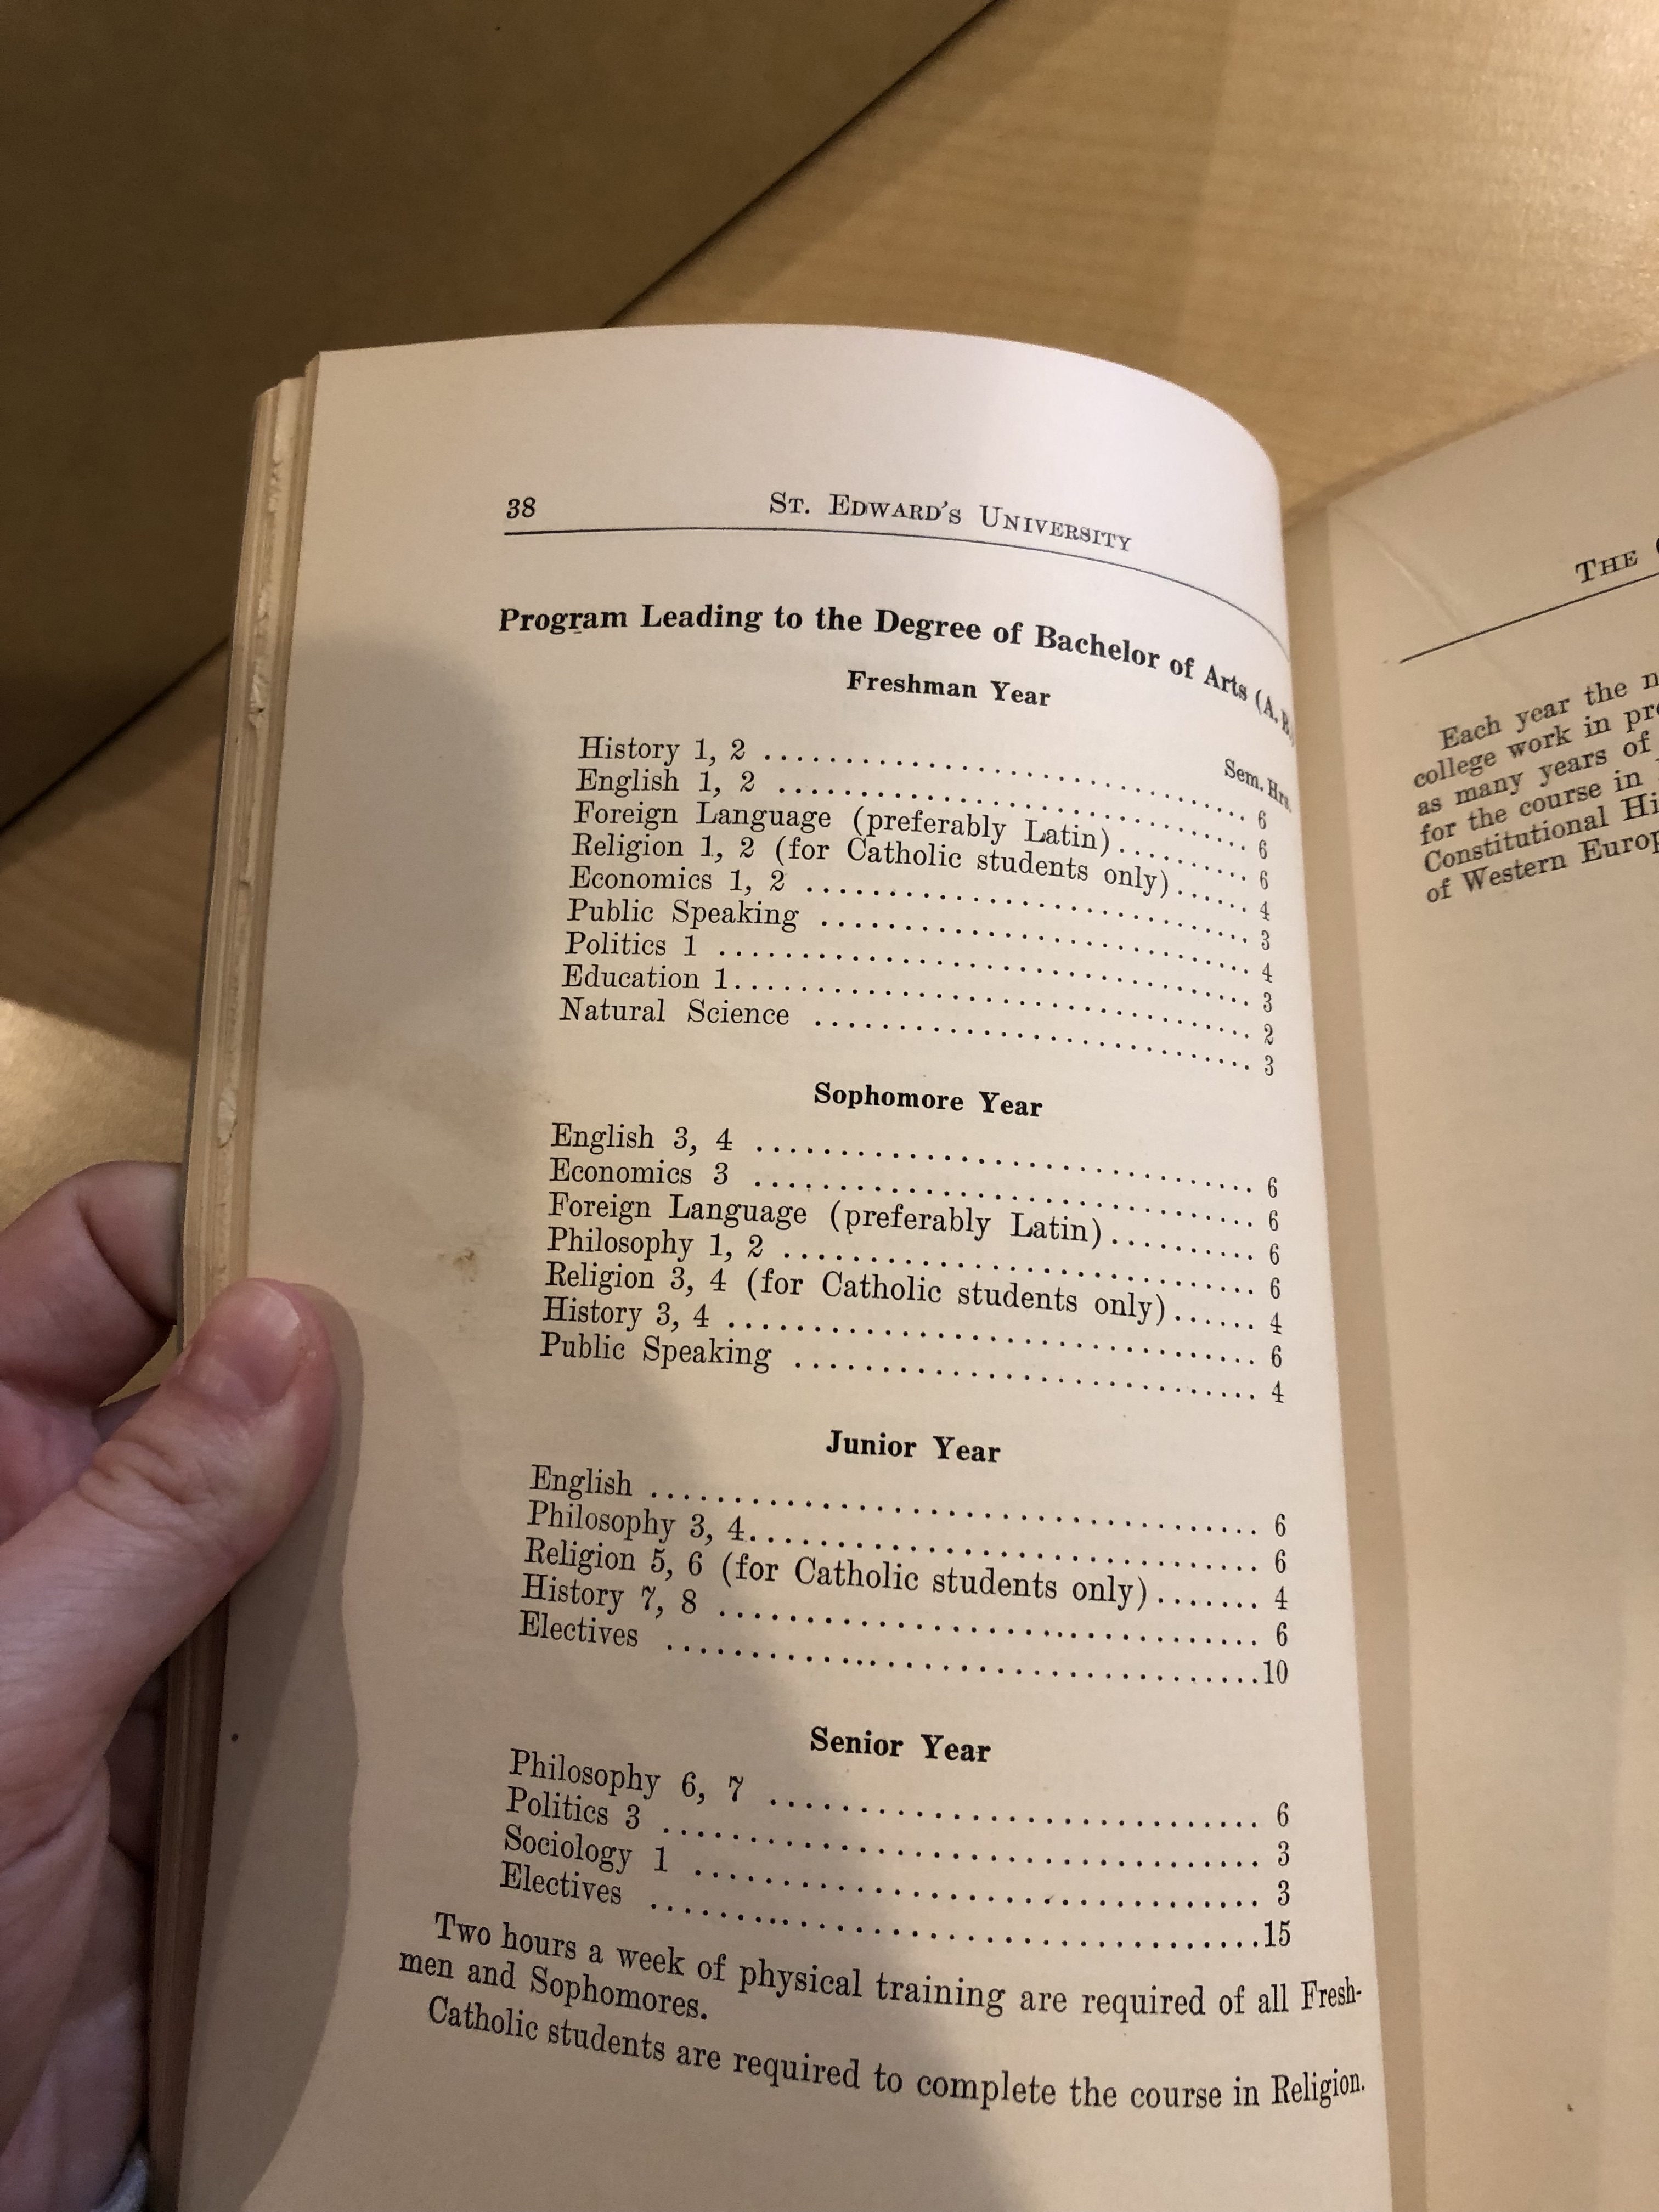 38 ST. EDWARD'S UNIVERSITY
Program Leading to the Degree of Bachelor of Arts (A. B.
Freshman Year
Sem. Hrs.
History 1, 2 ........ 6
English 1, 2 ........ 6
Foreign Language (preferably Latin) ........ 6
Religion 1, 2 (for Catholic students only) ...... 4
Economics 1, 2 ........ 3
Public Speaking ........ 4
Politics 1 ........ 3
Education 1 ........ 2
Natural Science ........ 3
Sophomore Year
English 3, 4 ........ 6
Economics 3 ........ 6
Foreign Language (preferably Latin) ........ 6
Philosophy 1, 2 ........ 6
Religion 3, 4 (for Catholic students only) ...... 4
History 3, 4 ........ 6
Public Speaking ........ 4
Junior Year
English ........ 6
Philosophy 3, 4 ........ 6
Religion 5, 6 (for Catholic students only) ....... 4
History 7, 8 ........ 6
Electives ........ 10
Senior Year
Philosophy 6, 7 ........ 6
Politics 3 ........ 3
Sociology 1 ........ 3
Electives ........ 15
Two hours a week of physical training are required of all Fresh-
men and Sophomores.
Catholic students are required to complete the course in Religion.
THE
Each year the
college work in
as many years of
for the course in
Constitutional
of Western